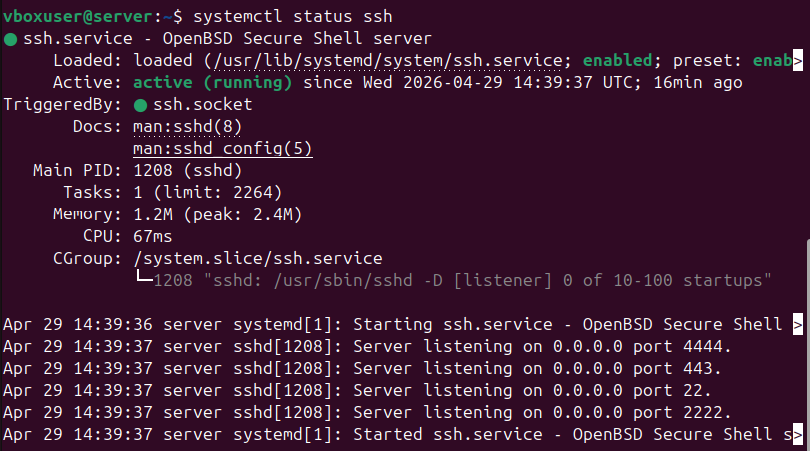 vboxuser@server:~$ systemctl status ssh
● ssh.service - OpenBSD Secure Shell server
     Loaded: loaded (/usr/lib/systemd/system/ssh.service; enabled; preset: enab>
     Active: active (running) since Wed 2026-04-29 14:39:37 UTC; 16min ago
TriggeredBy: ● ssh.socket
       Docs: man:sshd(8)
             man:sshd_config(5)
   Main PID: 1208 (sshd)
      Tasks: 1 (limit: 2264)
     Memory: 1.2M (peak: 2.4M)
        CPU: 67ms
     CGroup: /system.slice/ssh.service
             └─1208 "sshd: /usr/sbin/sshd -D [listener] 0 of 10-100 startups"

Apr 29 14:39:36 server systemd[1]: Starting ssh.service - OpenBSD Secure Shell >
Apr 29 14:39:37 server sshd[1208]: Server listening on 0.0.0.0 port 4444.
Apr 29 14:39:37 server sshd[1208]: Server listening on 0.0.0.0 port 443.
Apr 29 14:39:37 server sshd[1208]: Server listening on 0.0.0.0 port 22.
Apr 29 14:39:37 server sshd[1208]: Server listening on 0.0.0.0 port 2222.
Apr 29 14:39:37 server systemd[1]: Started ssh.service - OpenBSD Secure Shell s>